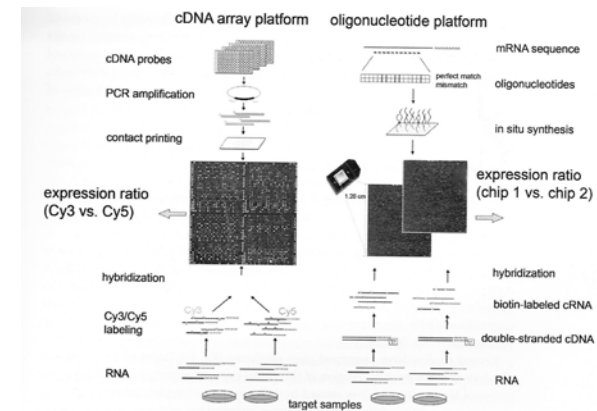 cDNA array platform
oligonucleotide platform
cDNA probes
PCR amplification
contact printing
expression ratio
(Cy3 vs. Cy5)
hybridization
Cy3
Cy5
Cy3/Cy5
labeling
RNA
mRNA sequence
perfect match
mismatch
oligonucleotides
in situ synthesis
1.28 cm
expression ratio
(chip 1 vs. chip 2)
hybridization
biotin-labeled cRNA
double-stranded cDNA
RNA
target samples